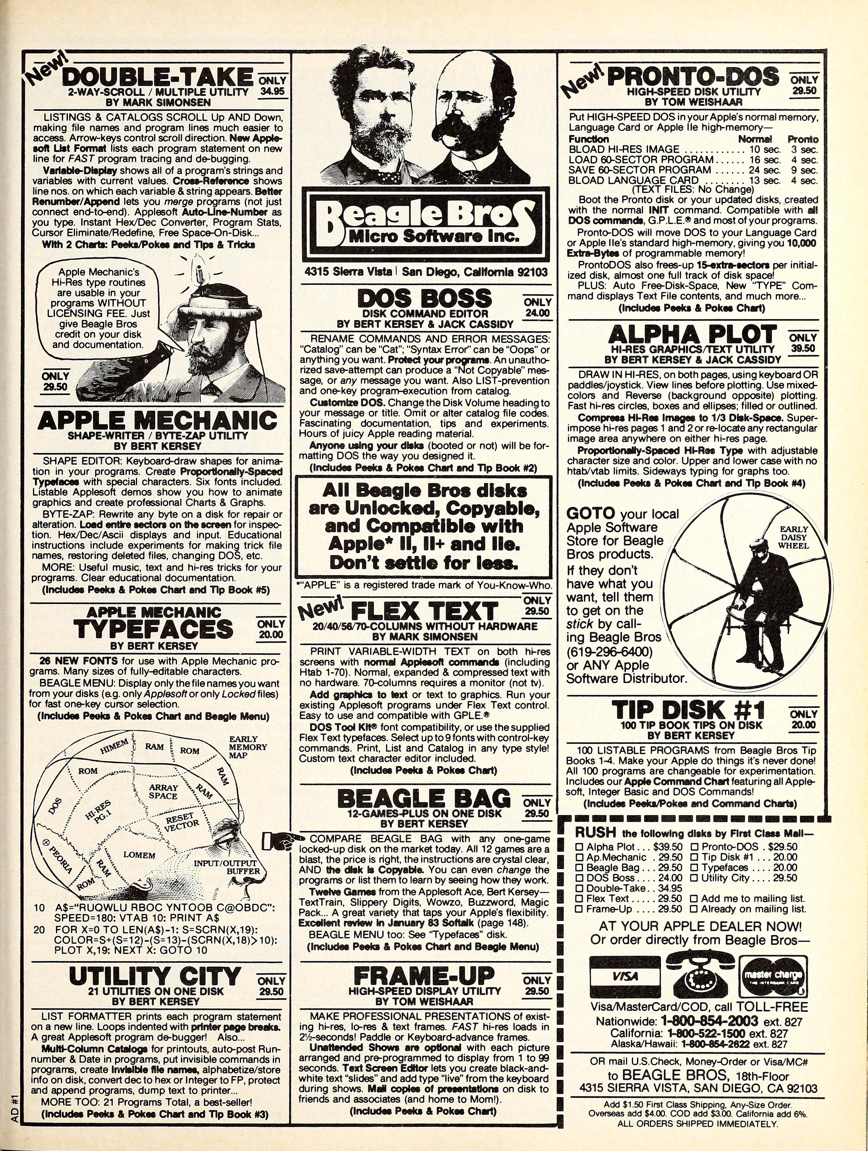 New!
DOUBLE-TAKE
2-WAY-SCROLL / MULTIPLE UTILITY
BY MARK SIMONSEN
ONLY
34.95
LISTINGS & CATALOGS SCROLL Up AND Down,
making file names and program lines much easier to
access. Arrow-keys control scroll direction. New Apple-
soft List Format lists each program statement on new
line for FAST program tracing and de-bugging.
Variable-Display shows all of a program's strings and
variables with current values. Cross-Reference shows
line nos. on which each variable & string appears. Better
Renumber/Append lets you merge programs (not just
connect end-to-end). Applesoft Auto-Line-Number as
you type. Instant Hex/Dec Converter, Program Stats,
Cursor Eliminate/Redefine, Free Space-On-Disk...
With 2 Charts: Peeks/Pokes and Tips & Tricks
Apple Mechanic's
Hi-Res type routines
are usable in your
programs WITHOUT
LICENSING FEE. Just
give Beagle Bros
credit on your disk
and documentation.
ONLY
29.50
APPLE MECHANIC
SHAPE-WRITER / BYTE-ZAP UTILITY
BY BERT KERSEY
SHAPE EDITOR: Keyboard-draw shapes for anima-
tion in your programs. Create Proportionally-Spaced
Typefaces with special characters. Six fonts included.
Listable Applesoft demos show you how to animate
graphics and create professional Charts & Graphs.
BYTE-ZAP: Rewrite any byte on a disk for repair or
alteration. Load entire sectors on the screen for inspec-
tion. Hex/Dec/Ascii displays and input. Educational
instructions include experiments for making trick file
names, restoring deleted files, changing DOS, etc.
MORE: Useful music, text and hi-res tricks for your
programs. Clear educational documentation.
(Includes Peeks & Pokes Chart and Tip Book #5)
APPLE MECHANIC
TYPEFACES
BY BERT KERSEY
ONLY
20.00
26 NEW FONTS for use with Apple Mechanic pro-
grams. Many sizes of fully-editable characters.
BEAGLE MENU: Display only the file names you want
from your disks (e.g. only Applesoft or only Locked files)
for fast one-key cursor selection.
(Includes Peeks & Pokes Chart and Beagle Menu)
EARLY
MEMORY
MAP
HIMEM
RAM
ROM
ROM
RAM
DOS
HI-RES
PG.1
ARRAY
SPACE
RAM
RESET
VECTOR
⊕ PEORIA
RAM
LOMEM
ROM
INPUT/OUTPUT
BUFFER
10 A$="RUQWLU RBOC YNTOOB C@OBDC":
SPEED=180: VTAB 10: PRINT A$
20 FOR X=0 TO LEN(A$)-1: S=SCRN(X,19):
COLOR=S+(S=12)-(S=13)-(SCRN(X,18)>10):
PLOT X,19: NEXT X: GOTO 10
UTILITY CITY
21 UTILITIES ON ONE DISK
BY BERT KERSEY
ONLY
29.50
LIST FORMATTER prints each program statement
on a new line. Loops indented with printer page breaks.
A great Applesoft program de-bugger! Also...
Multi-Column Catalogs for printouts, auto-post Run-
number & Date in programs, put invisible commands in
programs, create Invisible file names, alphabetize/store
info on disk, convert dec to hex or Integer to FP, protect
and append programs, dump text to printer...
MORE TOO: 21 Programs Total, a best-seller!
(Includes Peeks & Pokes Chart and Tip Book #3)
AD #1
Beagle Bros
Micro Software Inc.
4315 Sierra Vista | San Diego, California 92103
DOS BOSS
DISK COMMAND EDITOR
BY BERT KERSEY & JACK CASSIDY
ONLY
24.00
RENAME COMMANDS AND ERROR MESSAGES:
"Catalog" can be "Cat"; "Syntax Error" can be "Oops" or
anything you want. Protect your programs. An unautho-
rized save-attempt can produce a "Not Copyable" mes-
sage, or any message you want. Also LIST-prevention
and one-key program-execution from catalog.
Customize DOS. Change the Disk Volume heading to
your message or title. Omit or alter catalog file codes.
Fascinating documentation, tips and experiments.
Hours of juicy Apple reading material.
Anyone using your disks (booted or not) will be for-
matting DOS the way you designed it.
(Includes Peeks & Pokes Chart and Tip Book #2)
All Beagle Bros disks
are Unlocked, Copyable,
and Compatible with
Apple* II, II+ and IIe.
Don't settle for less.
*"APPLE" is a registered trade mark of You-Know-Who.
New!
FLEX TEXT
20/40/56/70-COLUMNS WITHOUT HARDWARE
BY MARK SIMONSEN
ONLY
29.50
PRINT VARIABLE-WIDTH TEXT on both hi-res
screens with normal Applesoft commands (including
Htab 1-70). Normal, expanded & compressed text with
no hardware. 70-columns requires a monitor (not tv).
Add graphics to text or text to graphics. Run your
existing Applesoft programs under Flex Text control.
Easy to use and compatible with GPLE.®
DOS Tool Kit® font compatibility, or use the supplied
Flex Text typefaces. Select up to 9 fonts with control-key
commands. Print, List and Catalog in any type style!
Custom text character editor included.
(Includes Peeks & Pokes Chart)
BEAGLE BAG
12-GAMES-PLUS ON ONE DISK
BY BERT KERSEY
ONLY
29.50
COMPARE BEAGLE BAG with any one-game
locked-up disk on the market today. All 12 games are a
blast, the price is right, the instructions are crystal clear,
AND the disk is Copyable. You can even change the
programs or list them to learn by seeing how they work.
Twelve Games from the Applesoft Ace, Bert Kersey—
TextTrain, Slippery Digits, Wowzo, Buzzword, Magic
Pack... A great variety that taps your Apple's flexibility.
Excellent review in January 83 Softalk (page 148).
BEAGLE MENU too: See "Typefaces" disk.
(Includes Peeks & Pokes Chart and Beagle Menu)
FRAME-UP
HIGH-SPEED DISPLAY UTILITY
BY TOM WEISHAAR
ONLY
29.50
MAKE PROFESSIONAL PRESENTATIONS of exist-
ing hi-res, lo-res & text frames. FAST hi-res loads in
2½-seconds! Paddle or Keyboard-advance frames.
Unattended Shows are optional with each picture
arranged and pre-programmed to display from 1 to 99
seconds. Text Screen Editor lets you create black-and-
white text "slides" and add type "live" from the keyboard
during shows. Mail copies of presentations on disk to
friends and associates (and home to Mom!).
(Includes Peeks & Pokes Chart)
New!
PRONTO-DOS
HIGH-SPEED DISK UTILITY
BY TOM WEISHAAR
ONLY
29.50
Put HIGH-SPEED DOS in your Apple's normal memory,
Language Card or Apple IIe high-memory—
Function Normal Pronto
BLOAD HI-RES IMAGE ............ 10 sec. 3 sec.
LOAD 60-SECTOR PROGRAM...... 16 sec. 4 sec.
SAVE 60-SECTOR PROGRAM ...... 24 sec. 9 sec.
BLOAD LANGUAGE CARD ......... 13 sec. 4 sec.
(TEXT FILES: No Change)
Boot the Pronto disk or your updated disks, created
with the normal INIT command. Compatible with all
DOS commands, G.P.L.E.® and most of your programs.
Pronto-DOS will move DOS to your Language Card
or Apple IIe's standard high-memory, giving you 10,000
Extra-Bytes of programmable memory!
ProntoDOS also frees-up 15-extra-sectors per initial-
ized disk, almost one full track of disk space!
PLUS: Auto Free-Disk-Space, New "TYPE" Com-
mand displays Text File contents, and much more...
(Includes Peeks & Pokes Chart)
ALPHA PLOT
HI-RES GRAPHICS/TEXT UTILITY
BY BERT KERSEY & JACK CASSIDY
ONLY
39.50
DRAW IN HI-RES, on both pages, using keyboard OR
paddles/joystick. View lines before plotting. Use mixed-
colors and Reverse (background opposite) plotting.
Fast hi-res circles, boxes and ellipses; filled or outlined.
Compress Hi-Res Images to 1/3 Disk-Space. Super-
impose hi-res pages 1 and 2 or re-locate any rectangular
image area anywhere on either hi-res page.
Proportionally-Spaced Hi-Res Type with adjustable
character size and color. Upper and lower case with no
htab/vtab limits. Sideways typing for graphs too.
(Includes Peeks & Pokes Chart and Tip Book #4)
GOTO your local
Apple Software
Store for Beagle
Bros products.
If they don't
have what you
want, tell them
to get on the
stick by call-
ing Beagle Bros
(619-296-6400)
or ANY Apple
Software Distributor.
EARLY
DAISY
WHEEL
TIP DISK #1
100 TIP BOOK TIPS ON DISK
BY BERT KERSEY
ONLY
20.00
100 LISTABLE PROGRAMS from Beagle Bros Tip
Books 1-4. Make your Apple do things it's never done!
All 100 programs are changeable for experimentation.
Includes our Apple Command Chart featuring all Apple-
soft, Integer Basic and DOS Commands!
(Includes Peeks/Pokes and Command Charts)
RUSH the following disks by First Class Mail—
☐ Alpha Plot... $39.50 ☐ Pronto-DOS . $29.50
☐ Ap.Mechanic . 29.50 ☐ Tip Disk #1 ... 20.00
☐ Beagle Bag ... 29.50 ☐ Typefaces .... 20.00
☐ DOS Boss .... 24.00 ☐ Utility City.... 29.50
☐ Double-Take.. 34.95
☐ Flex Text ..... 29.50 ☐ Add me to mailing list.
☐ Frame-Up .... 29.50 ☐ Already on mailing list.
AT YOUR APPLE DEALER NOW!
Or order directly from Beagle Bros—
VISA
master charge
THE INTERBANK CARD
Visa/MasterCard/COD, call TOLL-FREE
Nationwide: 1-800-854-2003 ext. 827
California: 1-800-522-1500 ext. 827
Alaska/Hawaii: 1-800-854-2622 ext. 827
OR mail U.S.Check, Money-Order or Visa/MC#
to BEAGLE BROS, 18th-Floor
4315 SIERRA VISTA, SAN DIEGO, CA 92103
Add $1.50 First Class Shipping, Any-Size Order.
Overseas add $4.00. COD add $3.00. California add 6%.
ALL ORDERS SHIPPED IMMEDIATELY.